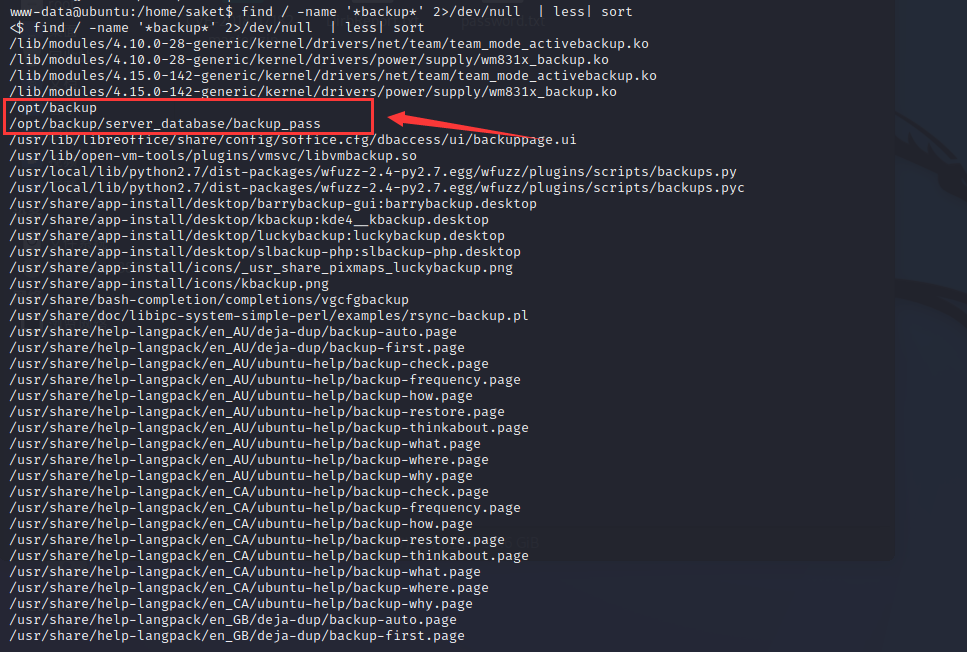 www-data@ubuntu:/home/saket$ find / -name '*backup*' 2>/dev/null  | less| sort
<$ find / -name '*backup*' 2>/dev/null  | less| sort
/lib/modules/4.10.0-28-generic/kernel/drivers/net/team/team_mode_activebackup.ko
/lib/modules/4.10.0-28-generic/kernel/drivers/power/supply/wm831x_backup.ko
/lib/modules/4.15.0-142-generic/kernel/drivers/net/team/team_mode_activebackup.ko
/lib/modules/4.15.0-142-generic/kernel/drivers/power/supply/wm831x_backup.ko
/opt/backup
/opt/backup/server_database/backup_pass
/usr/lib/libreoffice/share/config/soffice.cfg/dbaccess/ui/backuppage.ui
/usr/lib/open-vm-tools/plugins/vmsvc/libvmbackup.so
/usr/local/lib/python2.7/dist-packages/wfuzz-2.4-py2.7.egg/wfuzz/plugins/scripts/backups.py
/usr/local/lib/python2.7/dist-packages/wfuzz-2.4-py2.7.egg/wfuzz/plugins/scripts/backups.pyc
/usr/share/app-install/desktop/barrybackup-gui:barrybackup.desktop
/usr/share/app-install/desktop/kbackup:kde4__kbackup.desktop
/usr/share/app-install/desktop/luckybackup:luckybackup.desktop
/usr/share/app-install/desktop/slbackup-php:slbackup-php.desktop
/usr/share/app-install/icons/_usr_share_pixmaps_luckybackup.png
/usr/share/app-install/icons/kbackup.png
/usr/share/bash-completion/completions/vgcfgbackup
/usr/share/doc/libipc-system-simple-perl/examples/rsync-backup.pl
/usr/share/help-langpack/en_AU/deja-dup/backup-auto.page
/usr/share/help-langpack/en_AU/deja-dup/backup-first.page
/usr/share/help-langpack/en_AU/ubuntu-help/backup-check.page
/usr/share/help-langpack/en_AU/ubuntu-help/backup-frequency.page
/usr/share/help-langpack/en_AU/ubuntu-help/backup-how.page
/usr/share/help-langpack/en_AU/ubuntu-help/backup-restore.page
/usr/share/help-langpack/en_AU/ubuntu-help/backup-thinkabout.page
/usr/share/help-langpack/en_AU/ubuntu-help/backup-what.page
/usr/share/help-langpack/en_AU/ubuntu-help/backup-where.page
/usr/share/help-langpack/en_AU/ubuntu-help/backup-why.page
/usr/share/help-langpack/en_CA/ubuntu-help/backup-check.page
/usr/share/help-langpack/en_CA/ubuntu-help/backup-frequency.page
/usr/share/help-langpack/en_CA/ubuntu-help/backup-how.page
/usr/share/help-langpack/en_CA/ubuntu-help/backup-restore.page
/usr/share/help-langpack/en_CA/ubuntu-help/backup-thinkabout.page
/usr/share/help-langpack/en_CA/ubuntu-help/backup-what.page
/usr/share/help-langpack/en_CA/ubuntu-help/backup-where.page
/usr/share/help-langpack/en_CA/ubuntu-help/backup-why.page
/usr/share/help-langpack/en_GB/deja-dup/backup-auto.page
/usr/share/help-langpack/en_GB/deja-dup/backup-first.page